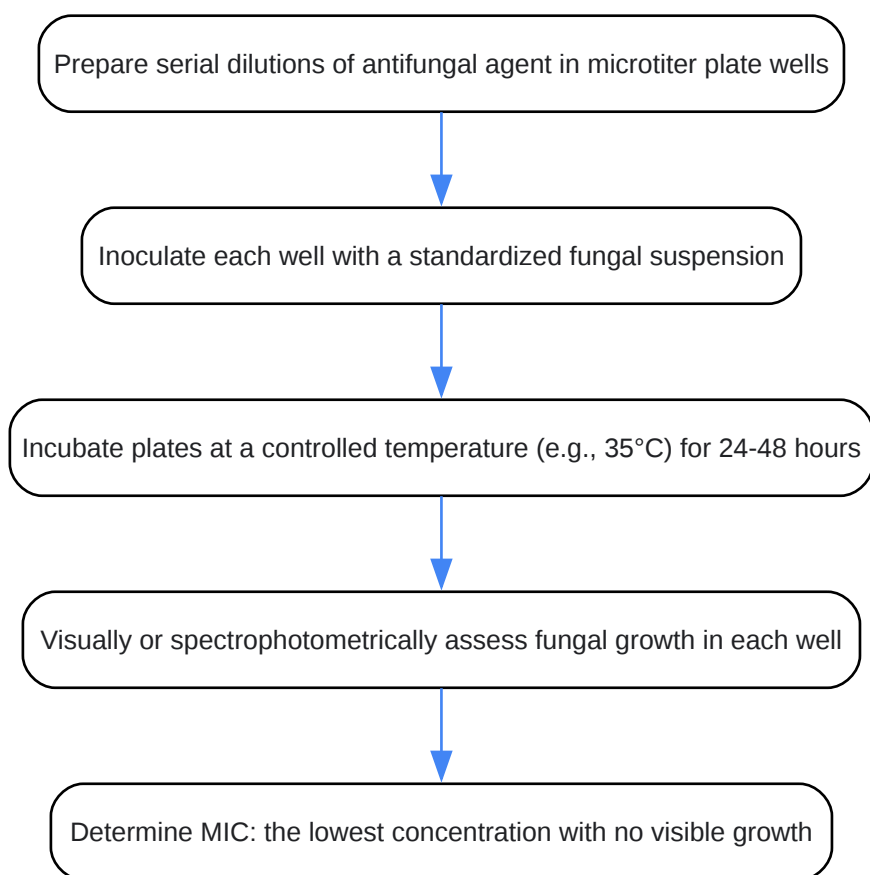 Prepare serial dilutions of antifungal agent in microtiter plate wells
Inoculate each well with a standardized fungal suspension
Incubate plates at a controlled temperature (e.g., 35°C) for 24-48 hours
Visually or spectrophotometrically assess fungal growth in each well
Determine MIC: the lowest concentration with no visible growth